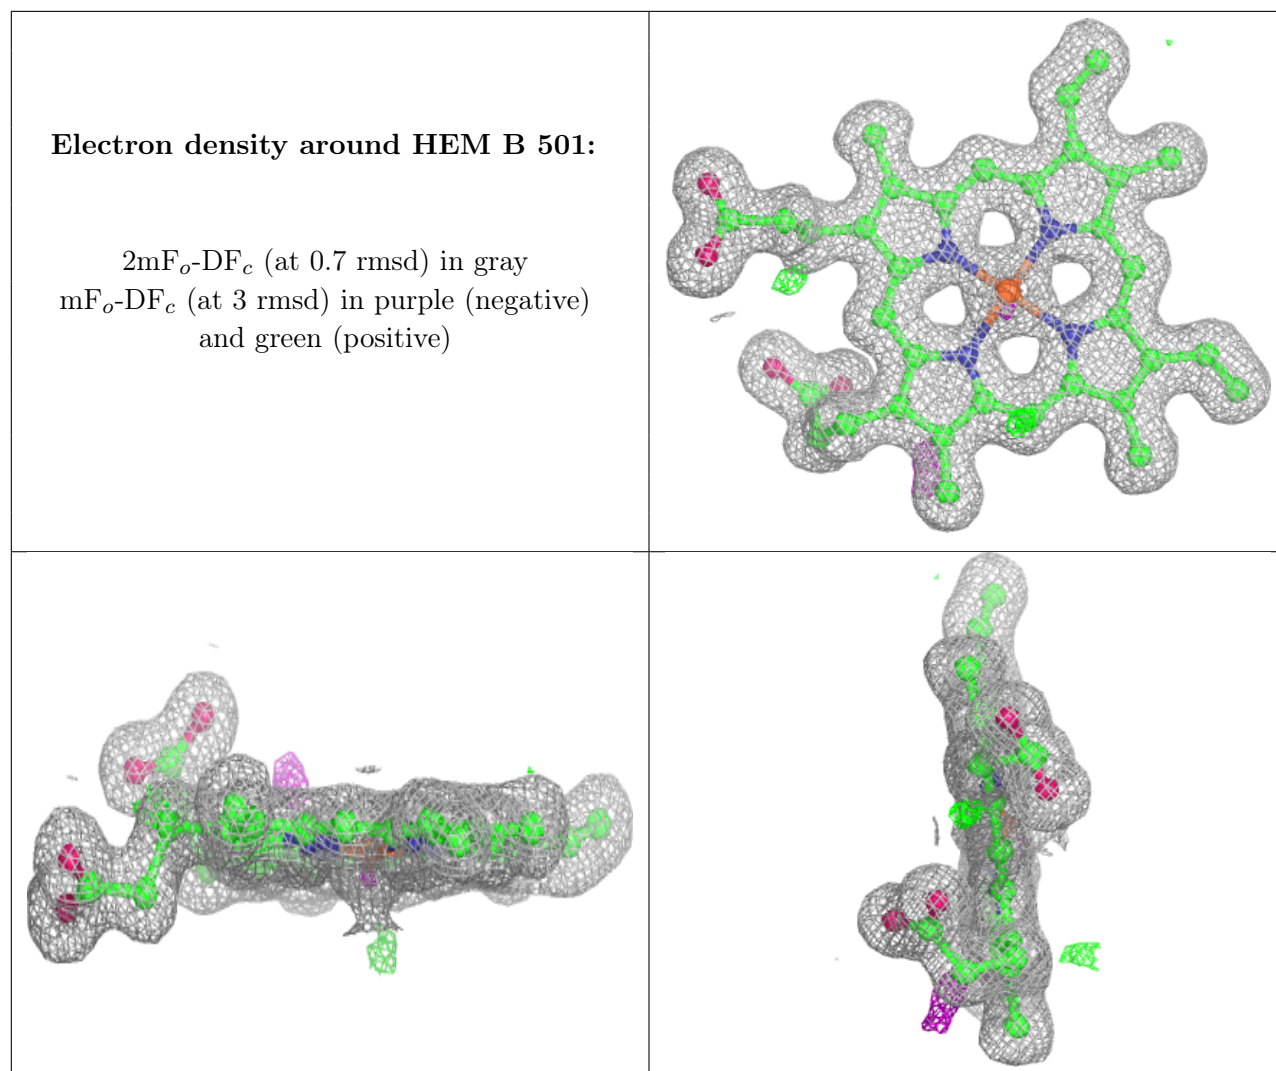 Electron density around HEM B 501:
2mFo-DFc (at 0.7 rmsd) in gray
mFo-DFc (at 3 rmsd) in purple (negative)
and green (positive)